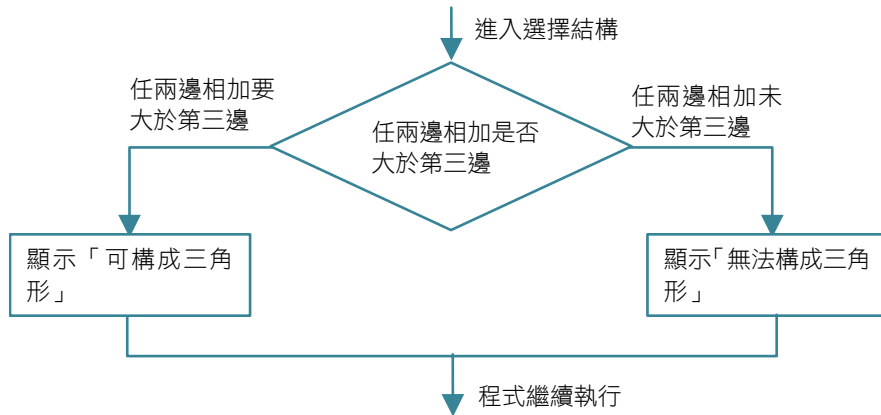 進入選擇結構
任兩邊相加要
大於第三邊
任兩邊相加未
大於第三邊
任兩邊相加是否
大於第三邊
顯示「可構成三角
形」
顯示「無法構成三角
形」
程式繼續執行